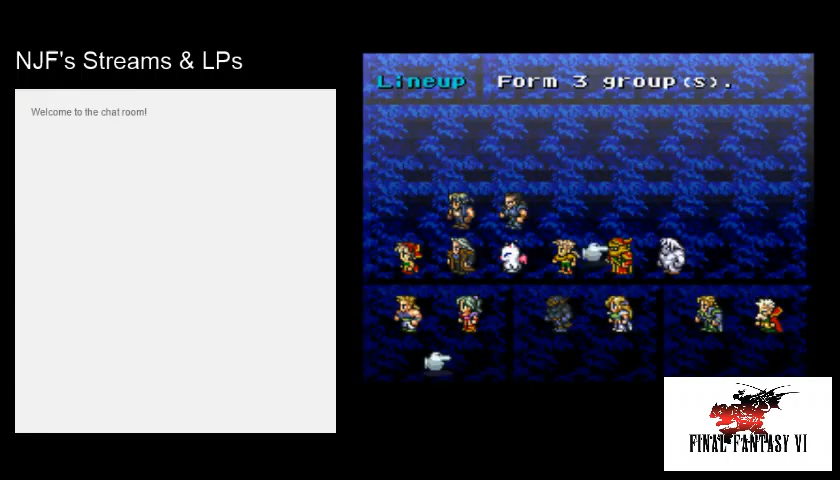 NJF's Streams & LPs
Welcome to the chat room!
Lineup Form 3 group(s).
FINAL FANTASY VI